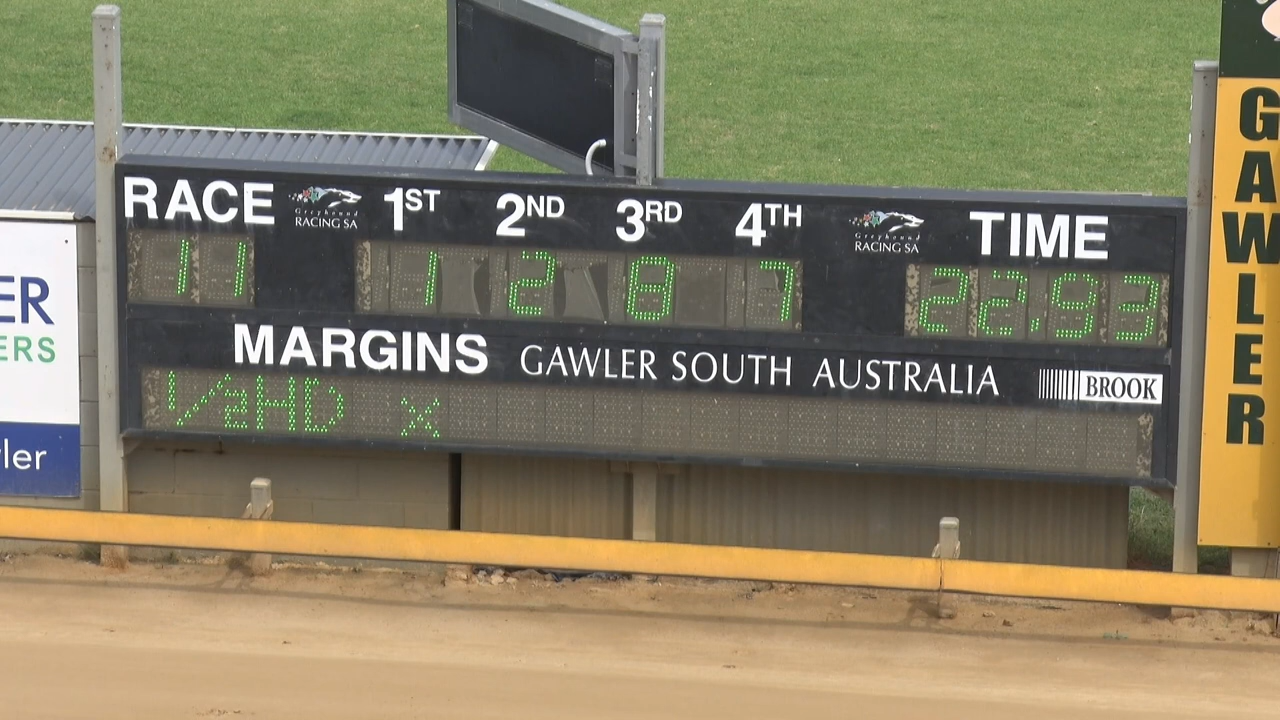 RACE Greyhound RACING SA 1ST 2ND 3RD 4TH Greyhound RACING SA TIME
11 1 2 8 7 22.93
MARGINS GAWLER SOUTH AUSTRALIA BROOK
1/2HD X
ER
ERS
ler
GAWLER